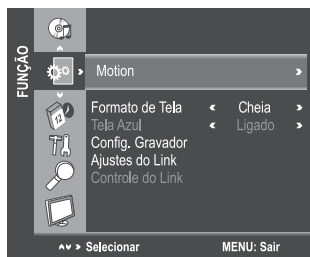 FUNÇÃO
Motion
Formato de Tela Cheia
Tela Azul Ligado
Config. Gravador
Ajustes do Link
Controle do Link
12
Selecionar MENU: Sair